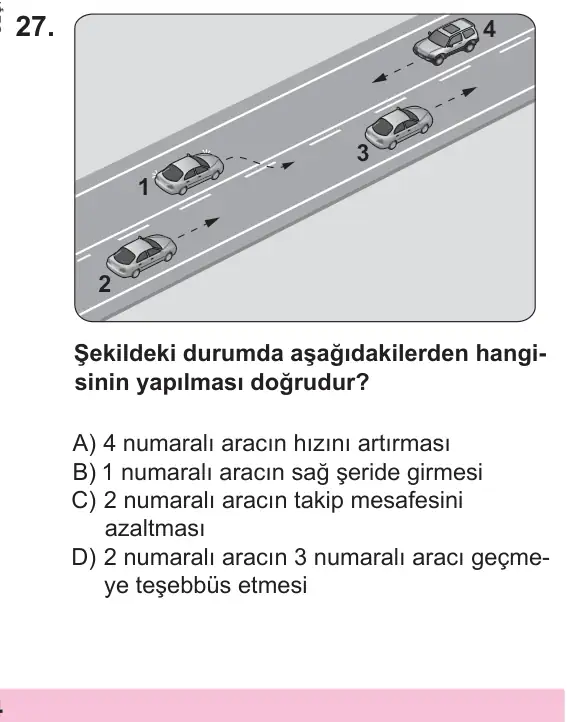 27.
4
3
1
2
Şekildeki durumda aşağıdakilerden hangi-
sinin yapılması doğrudur?
A) 4 numaralı aracın hızını artırması
B) 1 numaralı aracın sağ şeride girmesi
C) 2 numaralı aracın takip mesafesini
azaltması
D) 2 numaralı aracın 3 numaralı aracı geçme-
ye teşebbüs etmesi